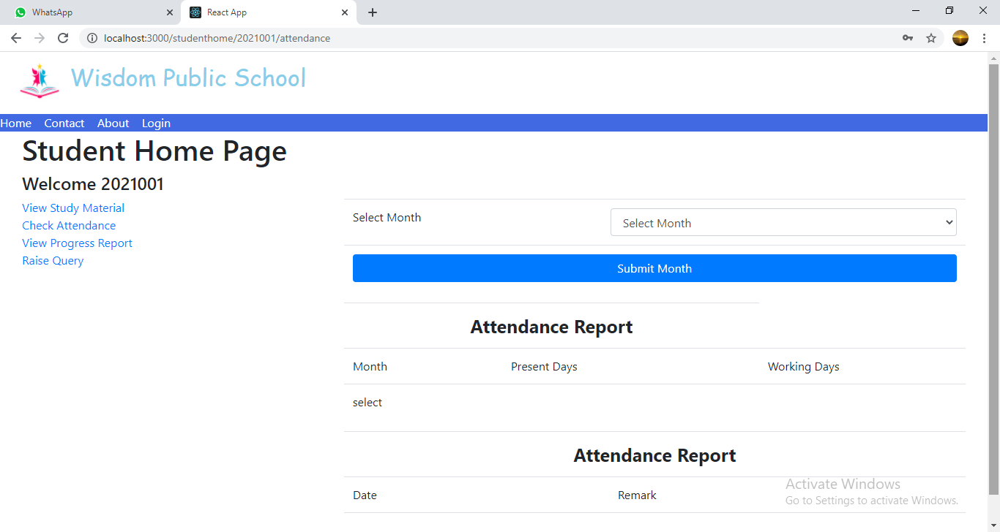 WhatsApp
React App
localhost:3000/studenthome/2021001/attendance
Wisdom Public School
Home Contact About Login
Student Home Page
Welcome 2021001
View Study Material
Check Attendance
View Progress Report
Raise Query
Select Month Select Month
Submit Month
Attendance Report
Month Present Days Working Days
select
Attendance Report
Date Remark
Activate Windows
Go to Settings to activate Windows.